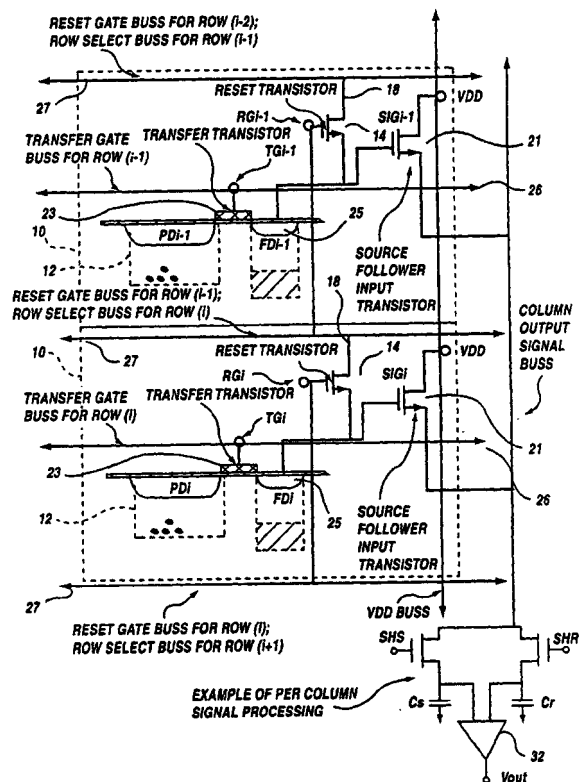 RESET GATE BUSS FOR ROW (i-2);
ROW SELECT BUSS FOR ROW (i-1)
27
RESET TRANSISTOR
18
VDD
RGi-1
14
SIGi-1
21
TRANSFER GATE
BUSS FOR ROW (i-1)
TRANSFER TRANSISTOR
TGi-1
26
23
25
10
PDi-1
FDi-1
12
SOURCE
FOLLOWER
INPUT
TRANSISTOR
RESET GATE BUSS FOR ROW (i-1);
ROW SELECT BUSS FOR ROW (i)
18
COLUMN
OUTPUT
SIGNAL
BUSS
10
27
RESET TRANSISTOR
14
VDD
RGi
SIGi
TRANSFER GATE
BUSS FOR ROW (i)
TRANSFER TRANSISTOR
TGi
21
23
26
PDi
FDi
25
12
SOURCE
FOLLOWER
INPUT
TRANSISTOR
27
VDD BUSS
RESET GATE BUSS FOR ROW (i);
ROW SELECT BUSS FOR ROW (i+1)
SHS
SHR
EXAMPLE OF PER COLUMN
SIGNAL PROCESSING
Cs
Cr
32
Vout